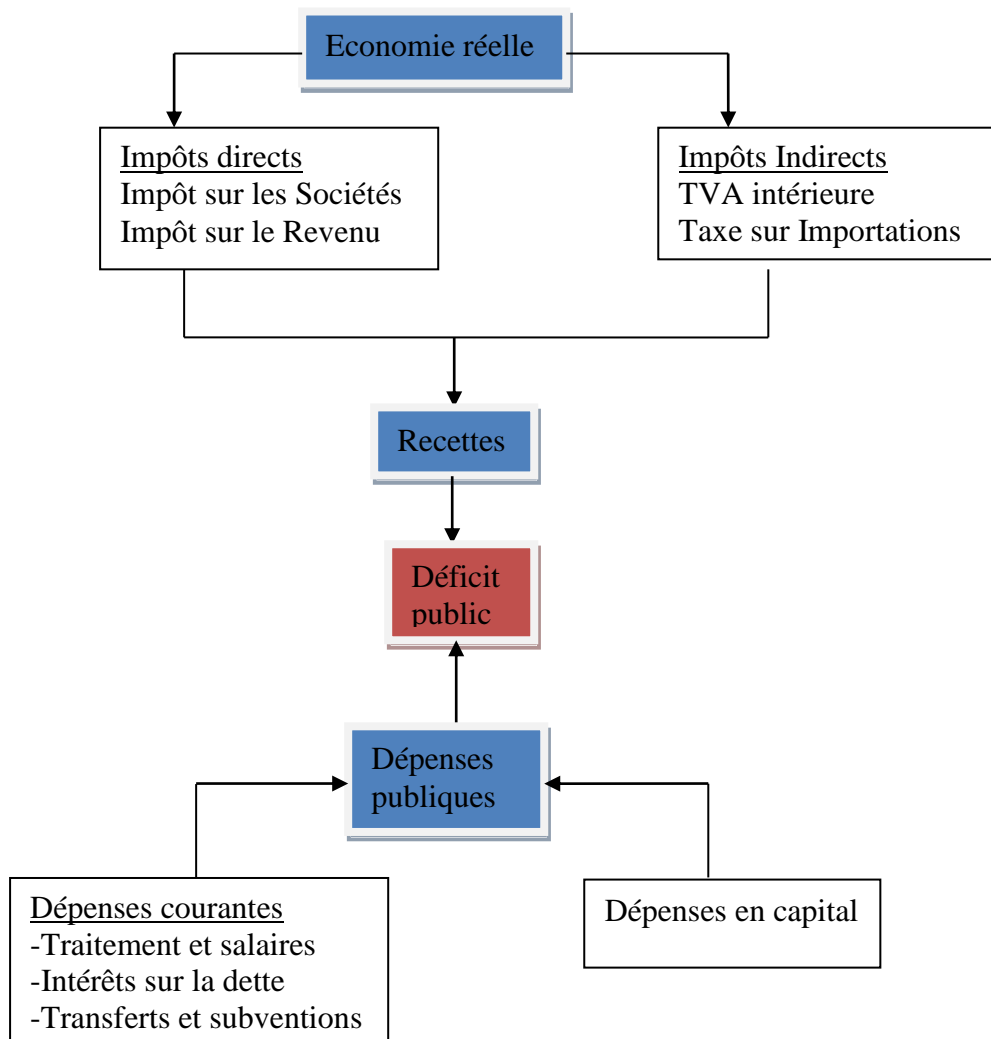 Economie réelle
Impôts directs
Impôt sur les Sociétés
Impôt sur le Revenu
Impôts Indirects
TVA intérieure
Taxe sur Importations
Recettes
Déficit
public
Dépenses
publiques
Dépenses courantes
-Traitement et salaires
-Intérêts sur la dette
-Transferts et subventions
Dépenses en capital